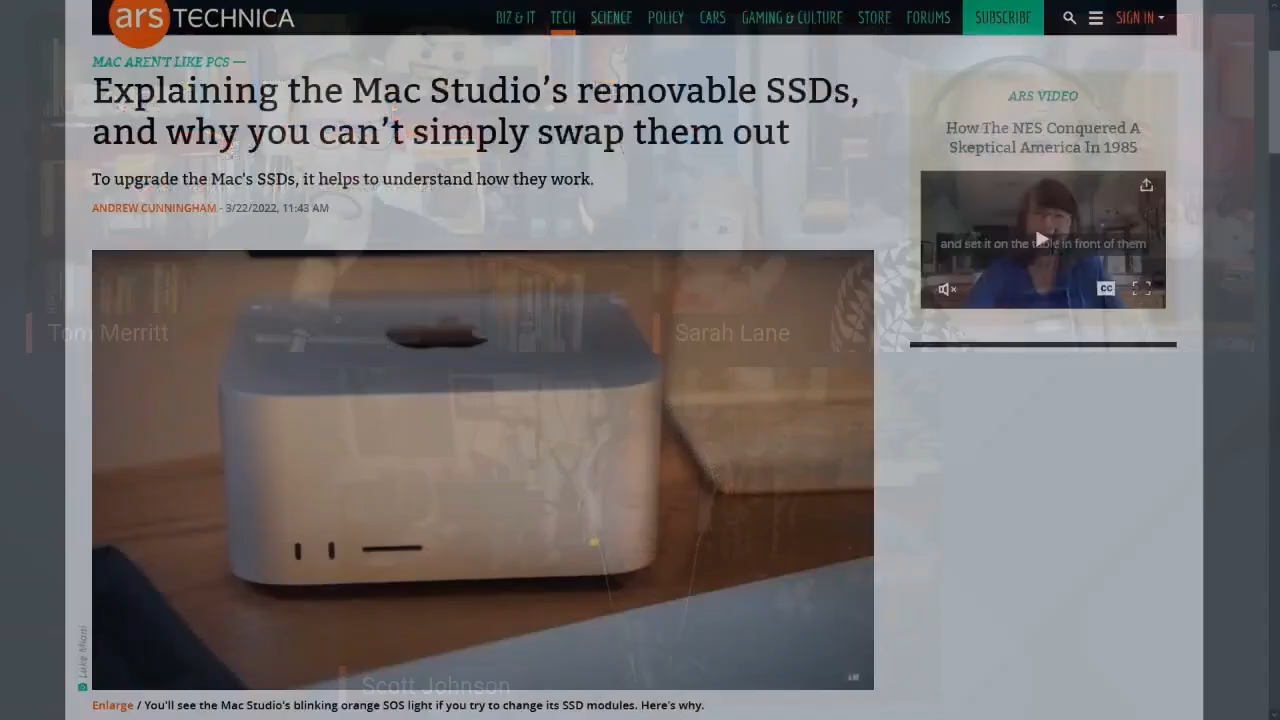 ars TECHNICA
BIZ & IT TECH SCIENCE POLICY CARS GAMING & CULTURE STORE FORUMS SUBSCRIBE SIGN IN
MAC AREN'T LIKE PCS —
Explaining the Mac Studio's removable SSDs,
and why you can't simply swap them out
To upgrade the Mac's SSDs, it helps to understand how they work.
ANDREW CUNNINGHAM - 3/22/2022, 11:43 AM
ARS VIDEO
How The NES Conquered A
Skeptical America In 1985
and set it on the table in front of them
CC
Tom Merritt
Sarah Lane
Scott Johnson
Luke Miani
Enlarge / You'll see the Mac Studio's blinking orange SOS light if you try to change its SSD modules. Here's why.